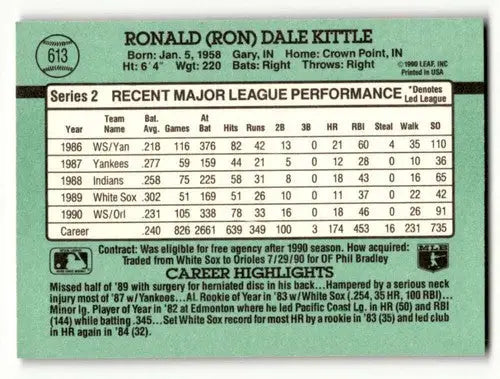 613
RONALD (RON) DALE KITTLE
Born: Jan. 5, 1958 Gary, IN Home: Crown Point, IN
Ht: 6'4" Wgt: 220 Bats: Right Throws: Right
©1990 LEAF, INC
Printed in USA
Series 2 RECENT MAJOR LEAGUE PERFORMANCE *Denotes Led League
Year Team Name Bat. Avg. Games At Bat Hits Runs 2B 3B HR RBI Steal Walk SO
1986 WS/Yan .218 116 376 82 42 13 0 21 60 4 35 110
1987 Yankees .277 59 159 44 21 5 0 12 28 0 10 36
1988 Indians .258 75 225 58 31 8 0 18 43 0 16 65
1989 White Sox .302 51 169 51 26 10 0 11 37 0 22 42
1990 WS/Orl .231 105 338 78 33 16 0 18 46 0 26 91
Career .240 826 2661 639 349 100 3 174 453 16 231 735
Contract: Was eligible for free agency after 1990 season. How acquired:
Traded from White Sox to Orioles 7/29/90 for OF Phil Bradley
MLB
CAREER HIGHLIGHTS
Missed half of '89 with surgery for herniated disc in his back...Hampered by a serious neck
injury most of '87 w/Yankees...AL Rookie of Year in '83 w/White Sox (.254, 35 HR, 100 RBI)...
Minor lg. Player of Year in '82 at Edmonton where he led Pacific Coast Lg. in HR (50) and RBI
(144) while batting .345...Set White Sox record for most HR by a rookie in '83 (35) and led club
in HR again in '84 (32).